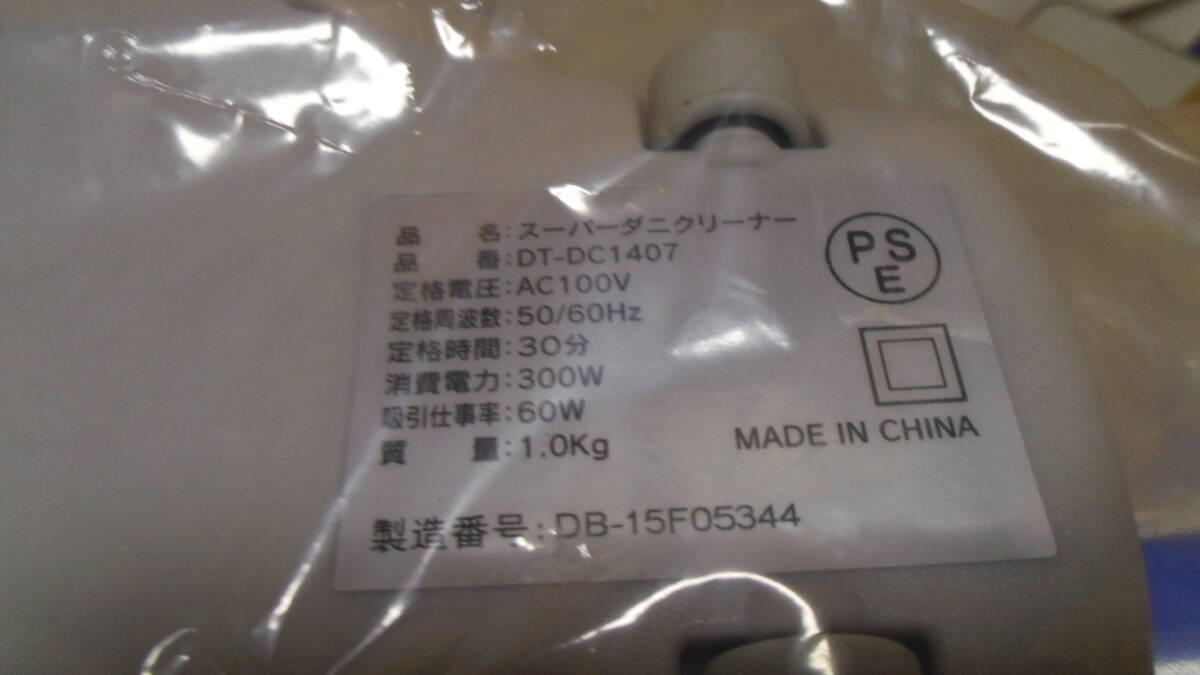 品 名:スーパーダニクリーナー
品 番:DT-DC1407
定格電圧:AC100V
定格周波数:50/60Hz
定格時間:30分
消費電力:300W
吸引仕事率:60W
質 量:1.0Kg
PSE
MADE IN CHINA
製造番号:DB-15F05344